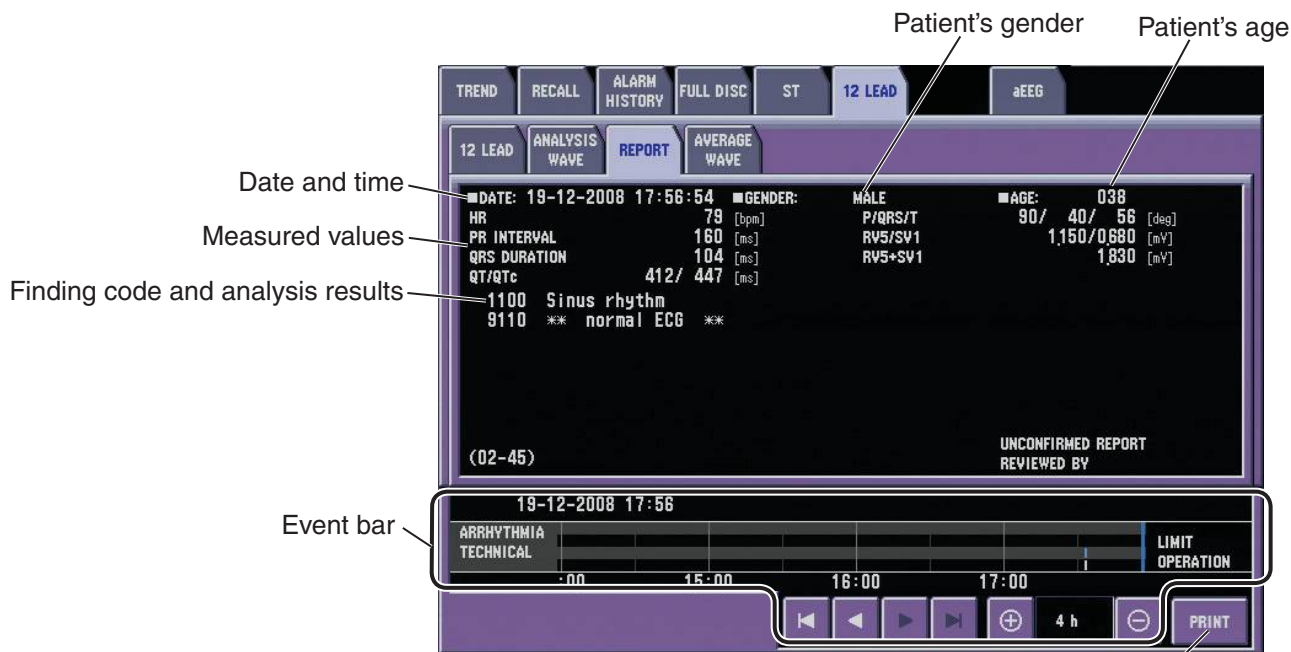 Patient's gender
Patient's age
TREND RECALL ALARM HISTORY FULL DISC ST 12 LEAD aEEG
12 LEAD ANALYSIS WAVE REPORT AVERAGE WAVE
Date and time
■DATE: 19-12-2008 17:56:54 ■GENDER: MALE ■AGE: 038
HR 79 [bpm] P/QRS/T 90/ 40/ 56 [deg]
Measured values
PR INTERVAL 160 [ms] RV5/SV1 1.150/0.680 [mV]
QRS DURATION 104 [ms] RV5+SV1 1.830 [mV]
QT/QTc 412/ 447 [ms]
Finding code and analysis results
1100 Sinus rhythm
9110 ** normal ECG **
UNCONFIRMED REPORT
(02-45) REVIEWED BY
19-12-2008 17:56
Event bar
ARRHYTHMIA LIMIT
TECHNICAL OPERATION
:00 15:00 16:00 17:00
4 h PRINT